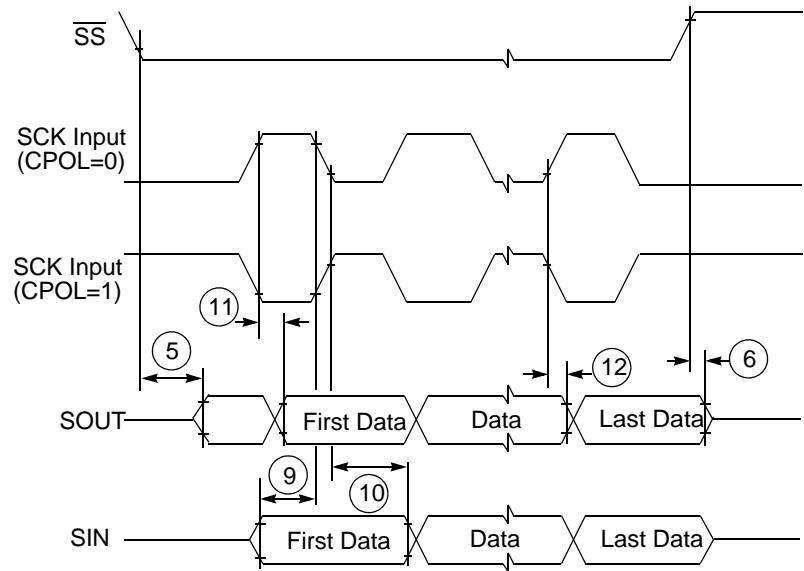 SS
SCK Input
(CPOL=0)
SCK Input
(CPOL=1)
11
5
12
6
SOUT
First Data
Data
Last Data
9
10
SIN
First Data
Data
Last Data